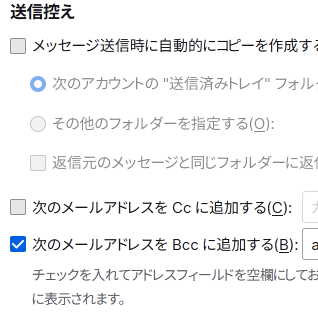 送信控え
メッセージ送信時に自動的にコピーを作成す
次のアカウントの "送信済みトレイ" フォル
その他のフォルダーを指定する(O):
返信元のメッセージと同じフォルダーに返
次のメールアドレスを Cc に追加する(C):
次のメールアドレスを Bcc に追加する(B): a
チェックを入れてアドレスフィールドを空欄にしてお
に表示されます。